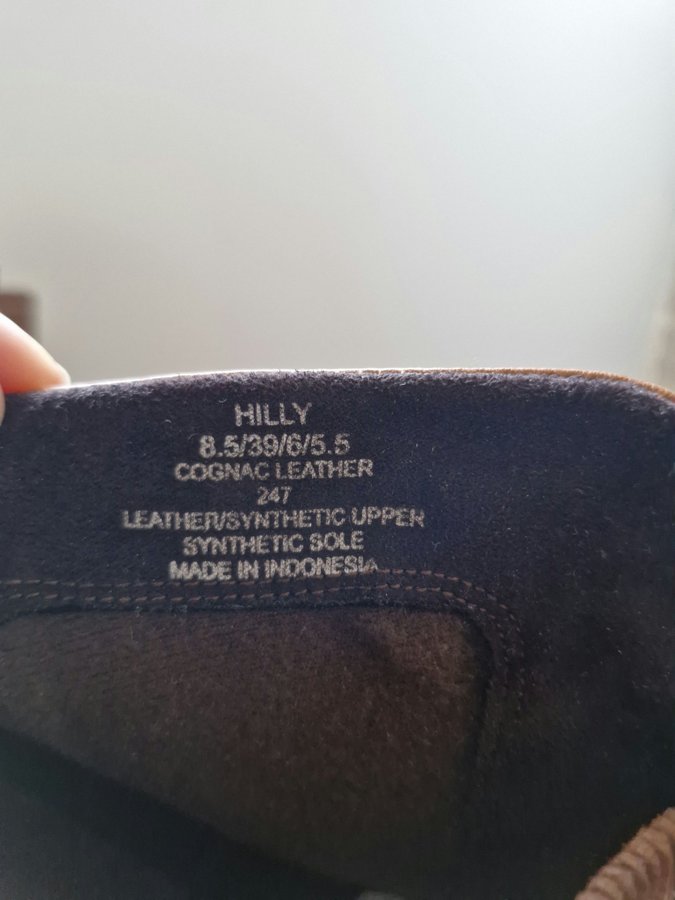 HILLY
8.5/39/6/5.5
COGNAC LEATHER
247
LEATHER/SYNTHETIC UPPER
SYNTHETIC SOLE
MADE IN INDONESIA